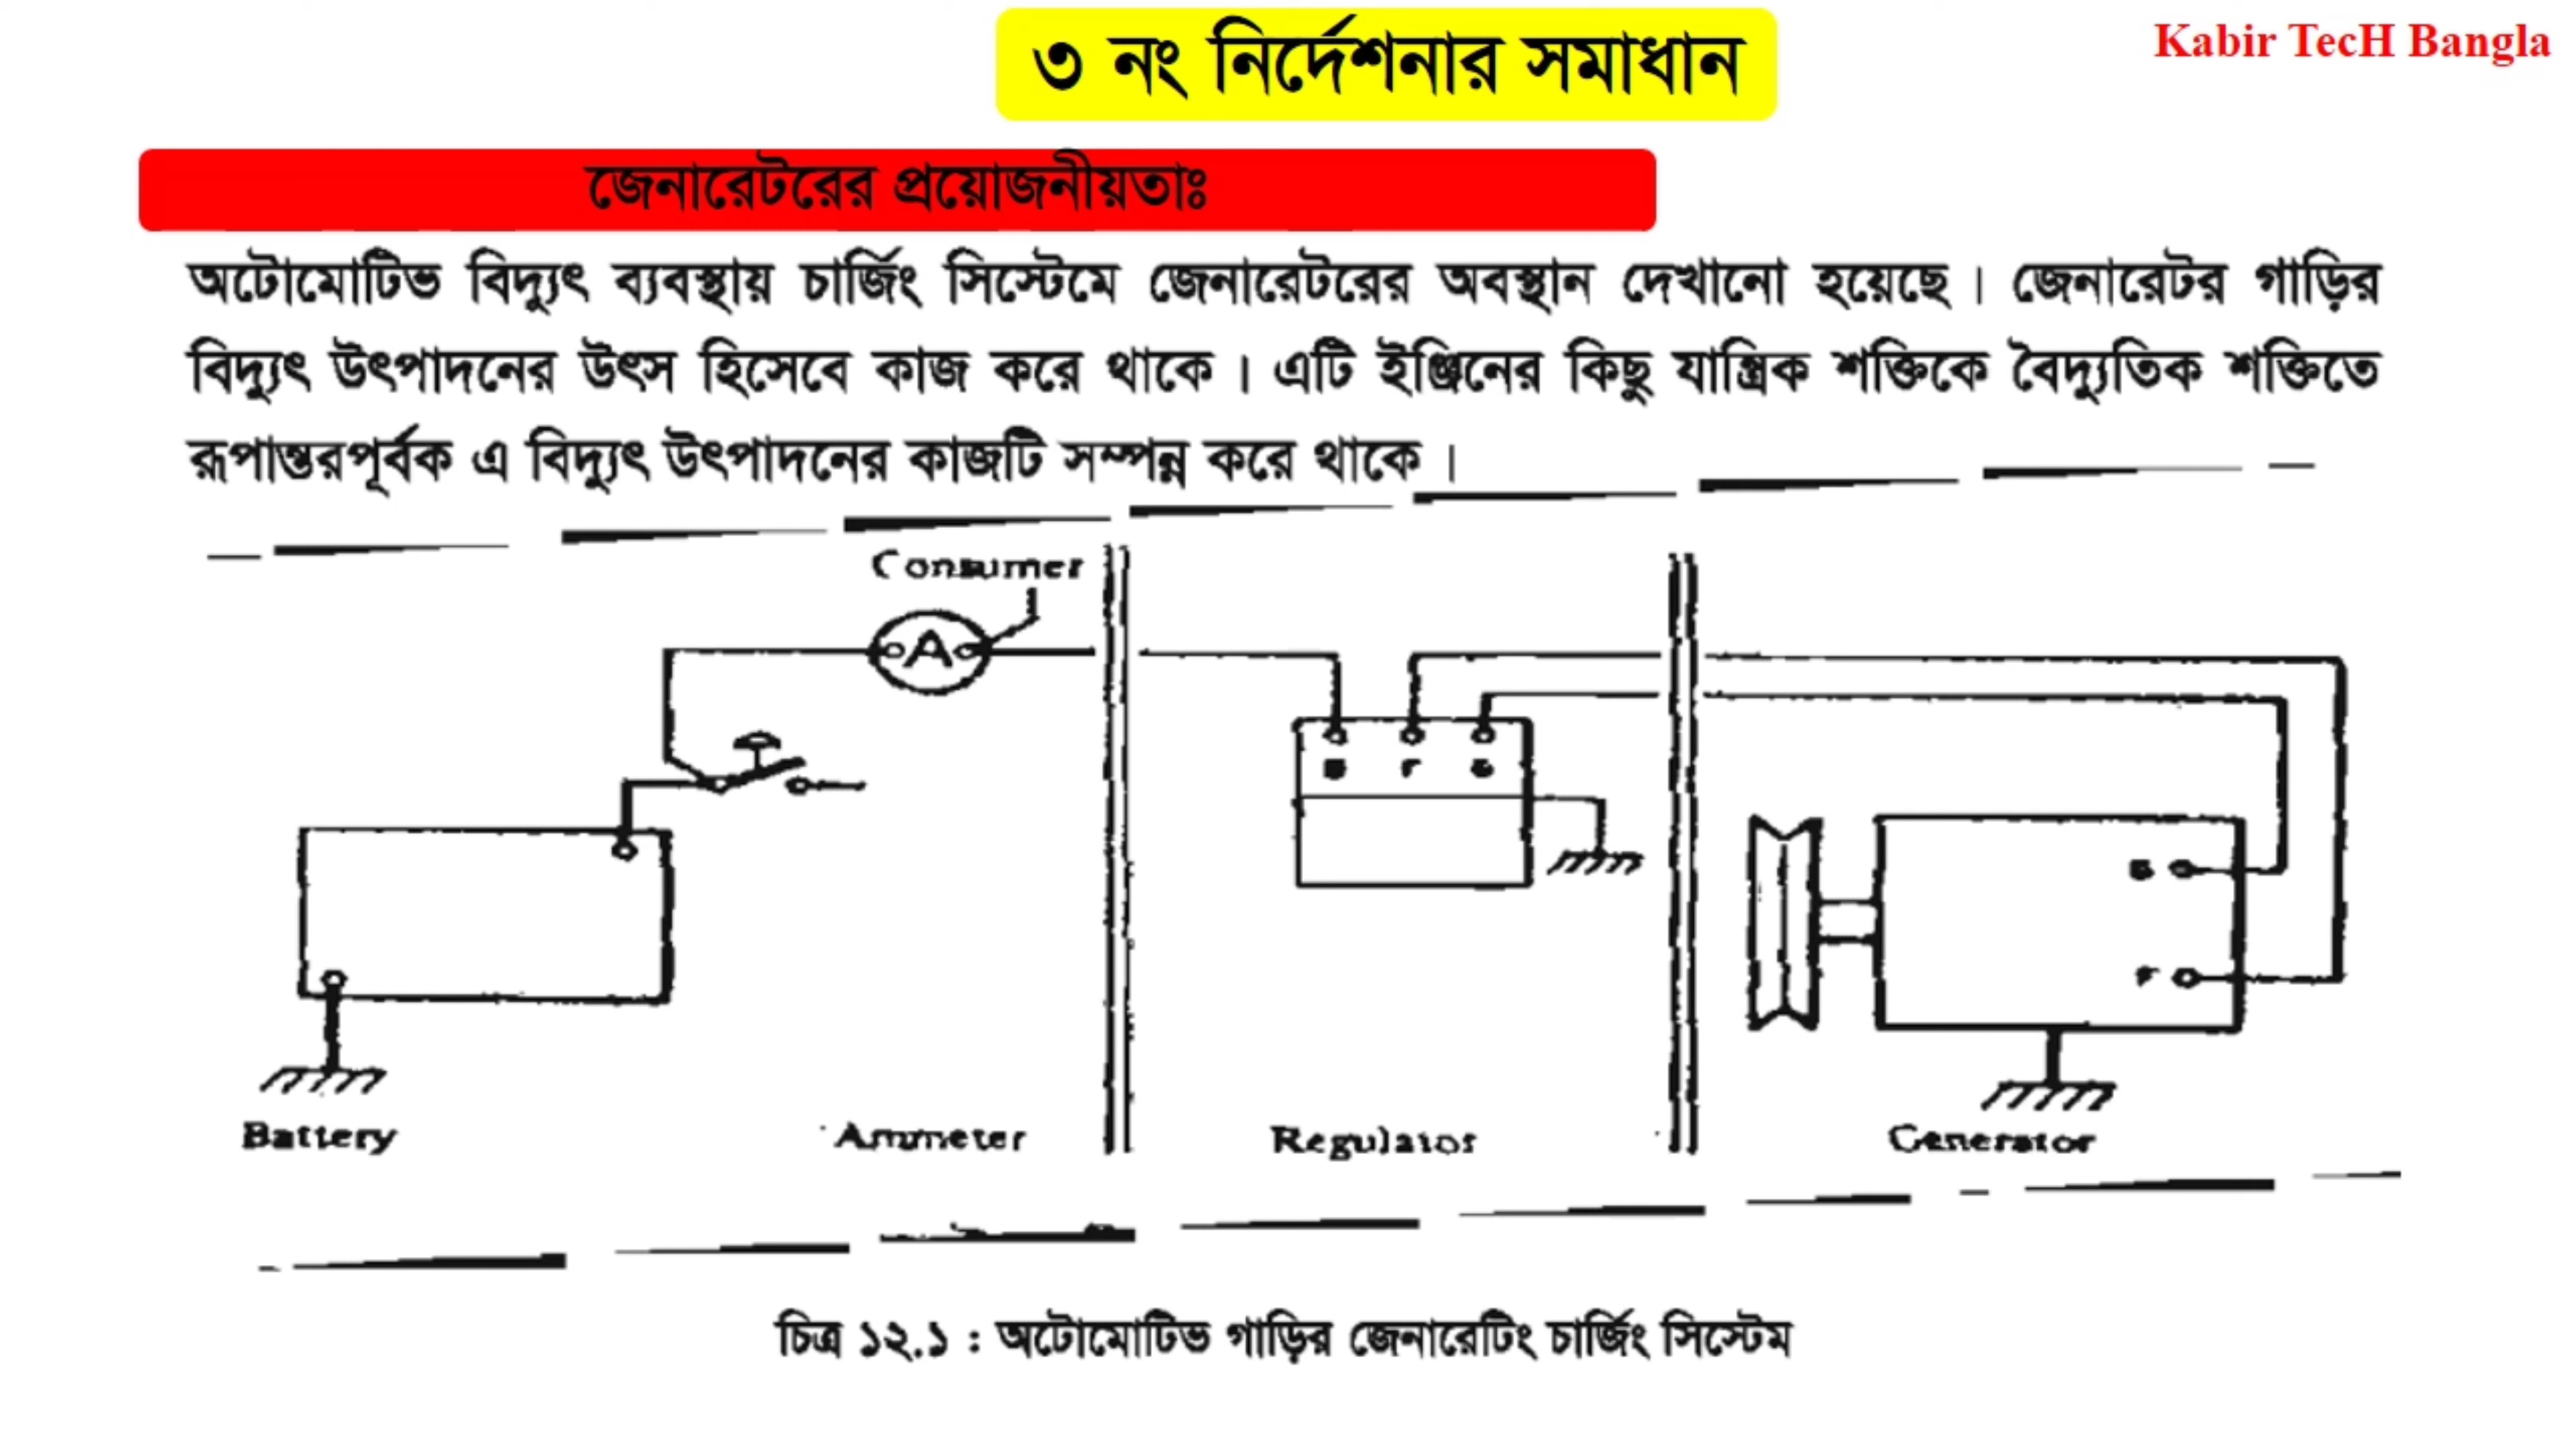 ৩ নং নির্দেশনার সমাধান
Kabir TecH Bangla
জেনারেটরের প্রয়োজনীয়তাঃ
অটোমোটিভ বিদ্যুৎ ব্যবস্থায় চার্জিং সিস্টেমে জেনারেটরের অবস্থান দেখানো হয়েছে। জেনারেটর গাড়ির
বিদ্যুৎ উৎপাদনের উৎস হিসেবে কাজ করে থাকে। এটি ইঞ্জিনের কিছু যান্ত্রিক শক্তিকে বৈদ্যুতিক শক্তিতে
রূপান্তরপূর্বক এ বিদ্যুৎ উৎপাদনের কাজটি সম্পন্ন করে থাকে।
Consumer
A
F
Battery
Ammeter
Regulator
Generator
চিত্র ১২.১ : অটোমোটিভ গাড়ির জেনারেটিং চার্জিং সিস্টেম